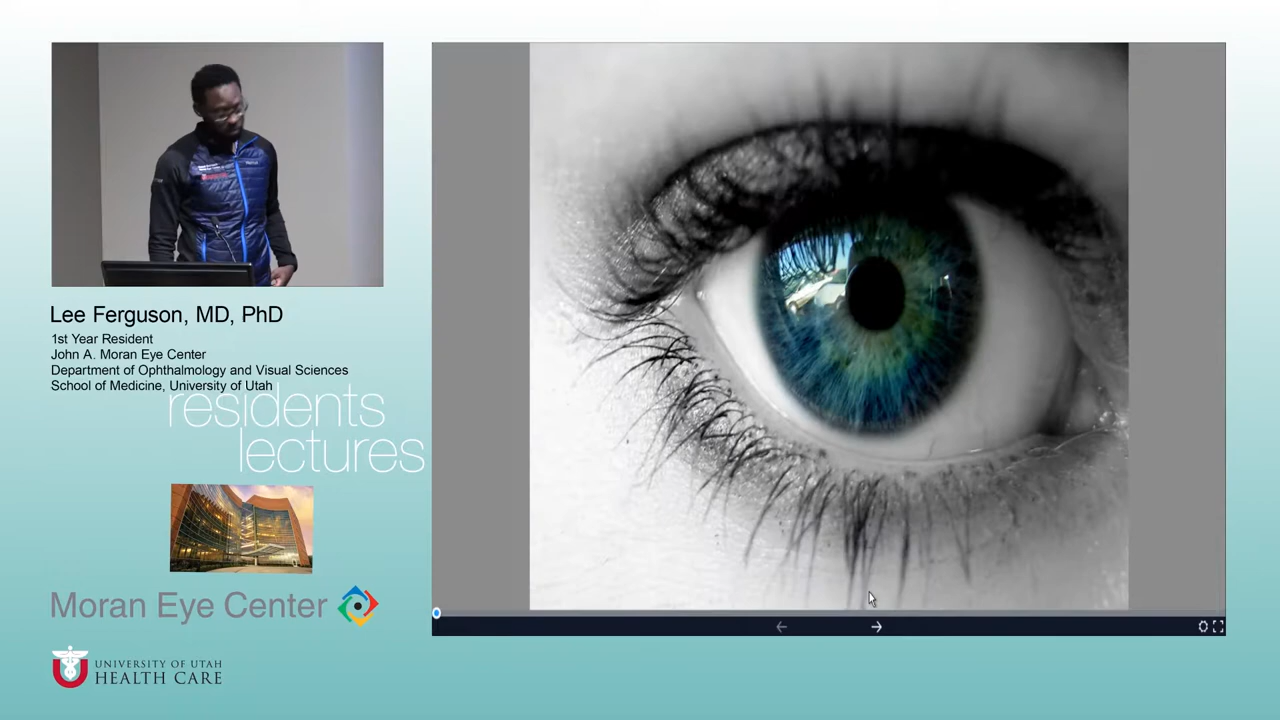 Lee Ferguson, MD, PhD
1st Year Resident
John A. Moran Eye Center
Department of Ophthalmology and Visual Sciences
School of Medicine, University of Utah
residents
lectures
Moran Eye Center
UNIVERSITY OF UTAH
HEALTH CARE